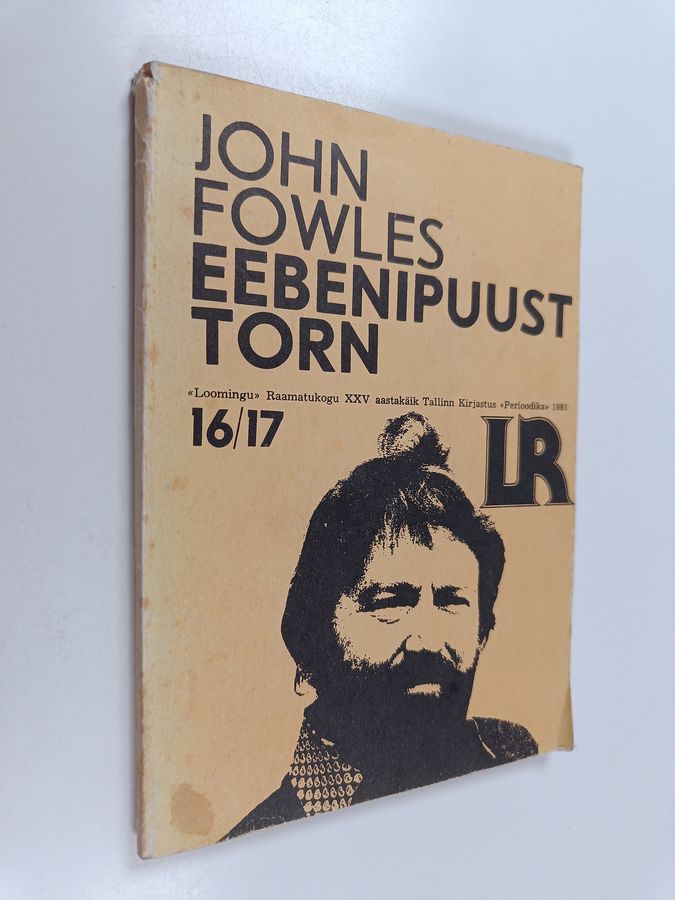 JOHN
FOWLES
EEBENIPUUST
TORN
«Loomingu» Raamatukogu XXV aastakäik Tallinn Kirjastus «Perioodika» 1981
16/17
LR